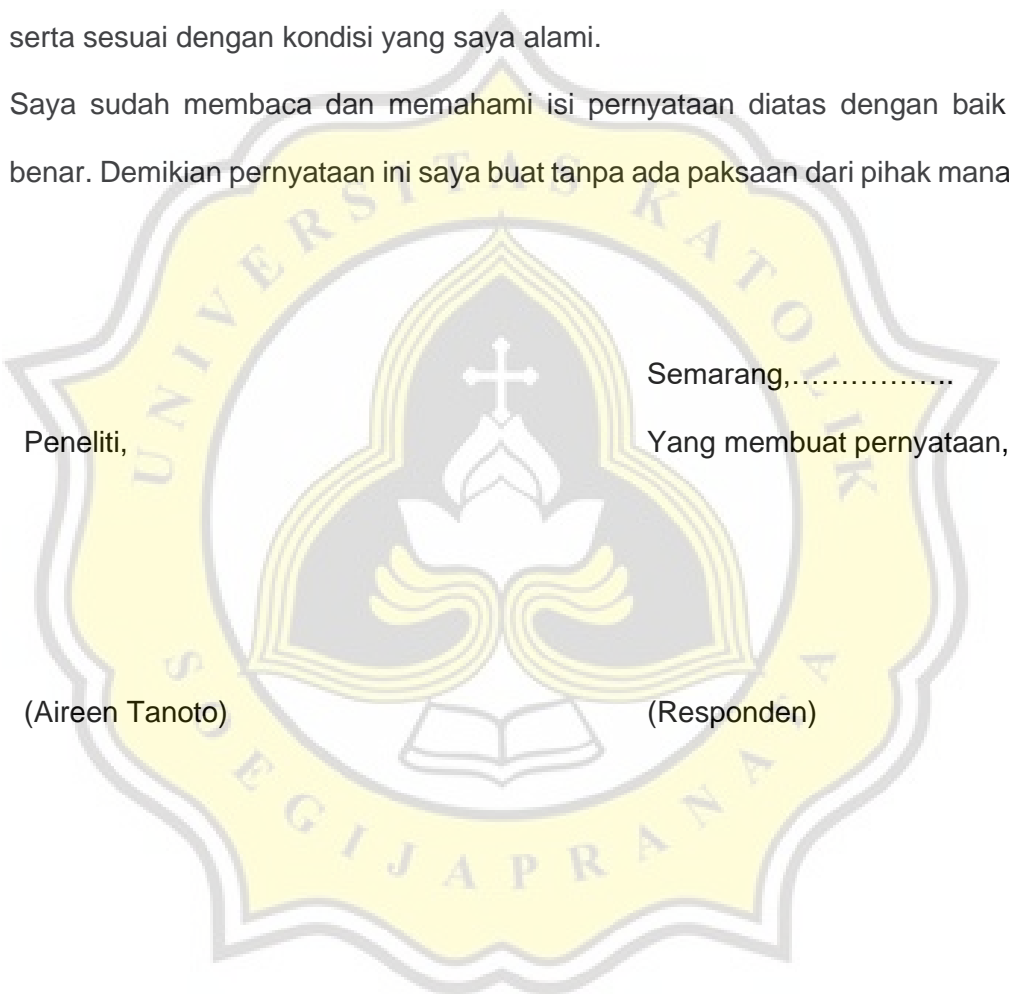 serta sesuai dengan kondisi yang saya alami.
Saya sudah membaca dan memahami isi pernyataan diatas dengan baik
benar. Demikian pernyataan ini saya buat tanpa ada paksaan dari pihak mana
Semarang,……………..
Peneliti, Yang membuat pernyataan,
(Aireen Tanoto) (Responden)
UNIVERSITAS KATOLIK
SOEGIJAPRANATA